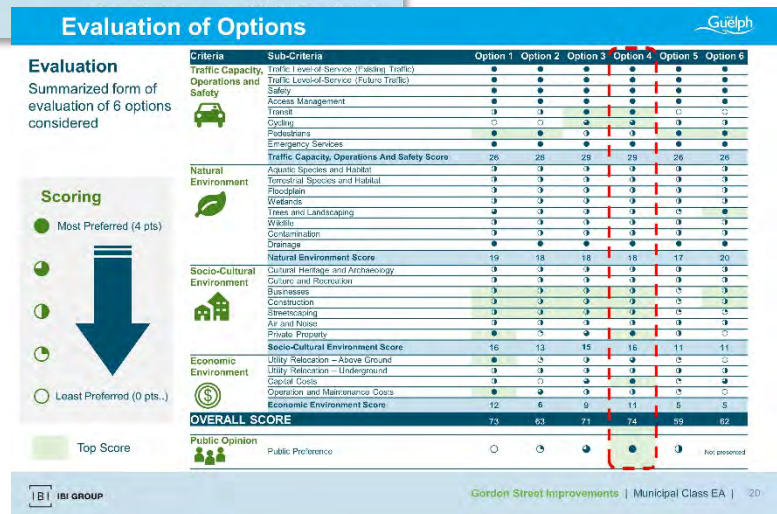 Evaluation of Options
Guelph
Evaluation
Summarized form of
evaluation of 6 options
considered
Scoring
Most Preferred (4 pts)
Least Preferred (0 pts..)
Top Score
Criteria Sub-Criteria Option 1 Option 2 Option 3 Option 4 Option 5 Option 6
Traffic Capacity, Operations and Safety
Traffic Level-of-Service (Existing Traffic)
Traffic Level-of-Service (Future Traffic)
Safety
Access Management
Transit
Cycling
Pedestrians
Emergency Services
Traffic Capacity, Operations And Safety Score 26 28 29 29 26 26
Natural Environment
Aquatic Species and Habitat
Terrestrial Species and Habitat
Floodplain
Wetlands
Trees and Landscaping
Wildlife
Contamination
Drainage
Natural Environment Score 19 18 18 18 17 20
Socio-Cultural Environment
Cultural Heritage and Archaeology
Culture and Recreation
Businesses
Construction
Streetscaping
Air and Noise
Private Property
Socio-Cultural Environment Score 16 13 15 16 11 11
Economic Environment
Utility Relocation – Above Ground
Utility Relocation – Underground
Capital Costs
Operation and Maintenance Costs
Economic Environment Score 12 6 9 11 5 5
OVERALL SCORE 73 63 71 74 59 62
Public Opinion
Public Preference Not presented
IBI IBI GROUP
Gordon Street Improvements | Municipal Class EA | 20